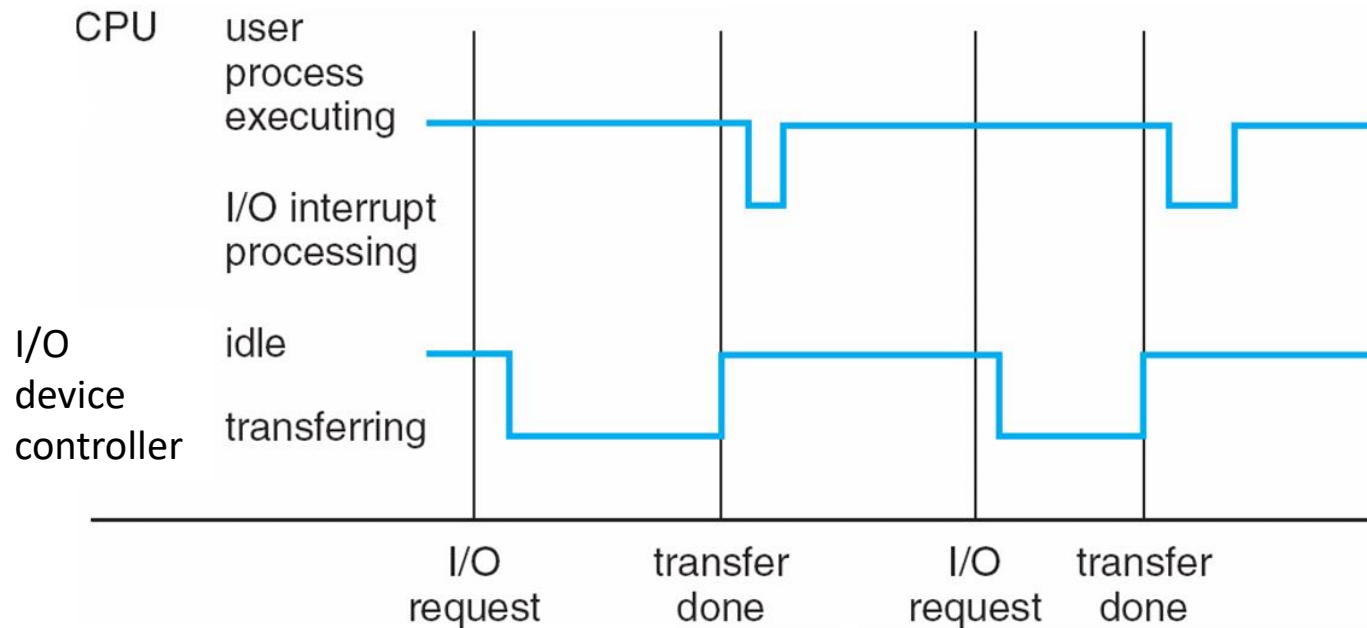 CPU
user
process
executing
I/O interrupt
processing
I/O
device
controller
idle
transferring
I/O
request
transfer
done
I/O
request
transfer
done